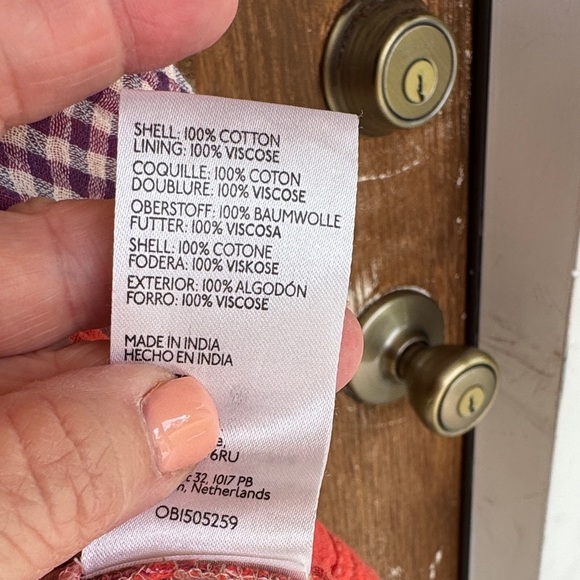 SHELL: 100% COTTON
LINING: 100% VISCOSE
COQUILLE: 100% COTON
DOUBLURE: 100% VISCOSE
OBERSTOFF: 100% BAUMWOLLE
FUTTER: 100% VISCOSA
SHELL: 100% COTONE
FODERA: 100% VISKOSE
EXTERIOR: 100% ALGODÓN
FORRO: 100% VISCOSE
MADE IN INDIA
HECHO EN INDIA
6RU
32, 1017 PB
Netherlands
OB1505259